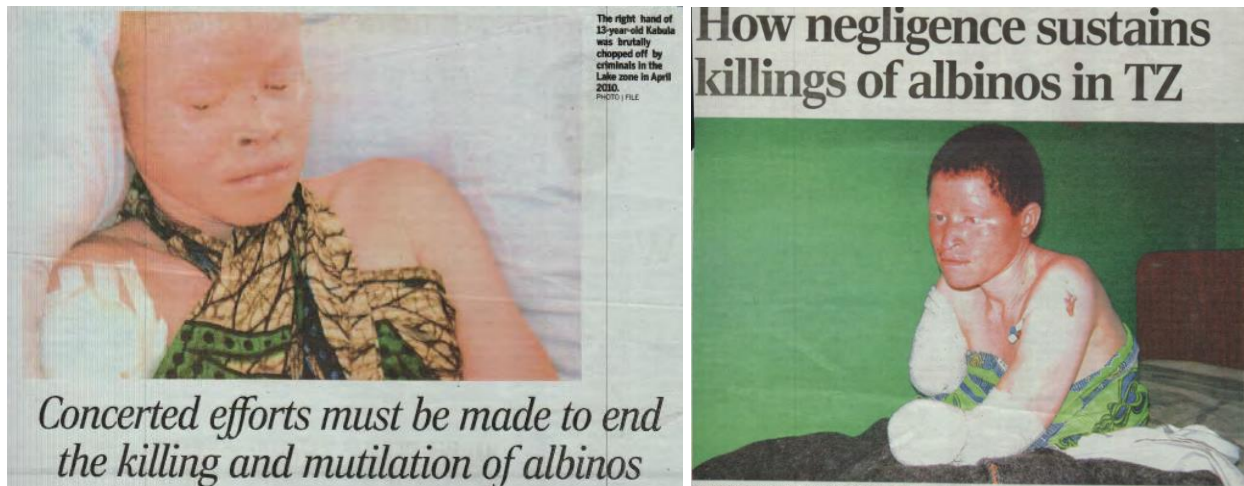 The right hand of
13-year-old Kabula
was brutally
chopped off by
criminals in the
Lake zone in April
2010.
PHOTO | FILE
Concerted efforts must be made to end
the killing and mutilation of albinos
How negligence sustains
killings of albinos in TZ